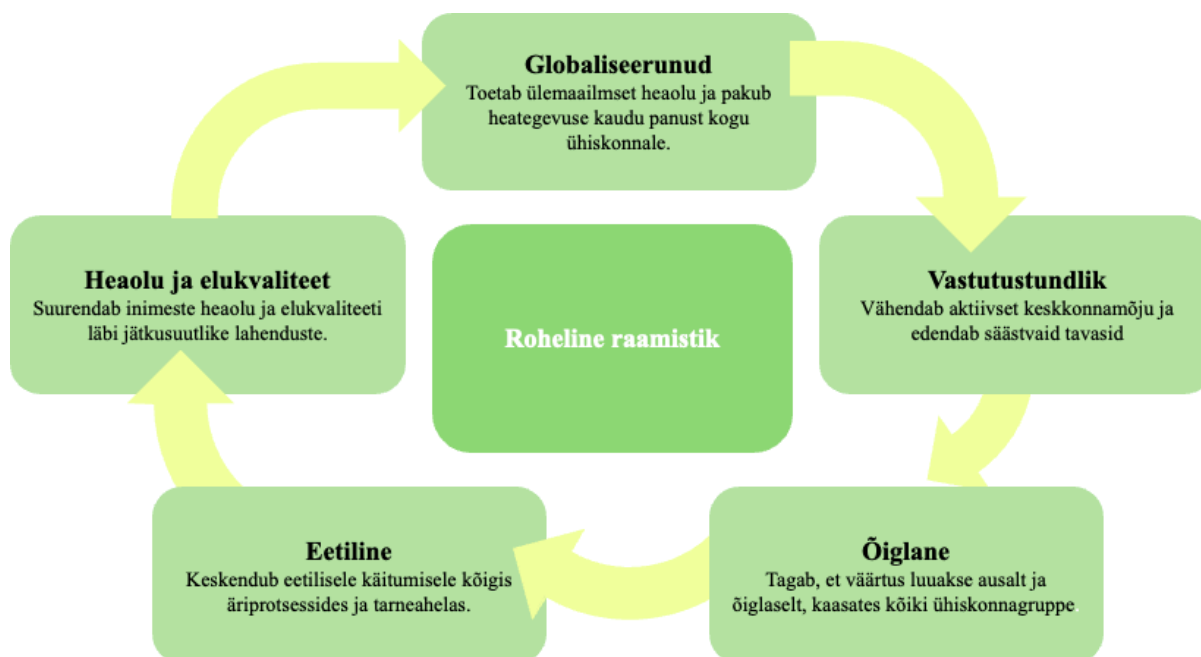 Globaliseerunud
Toetab ülemaailmset heaolu ja pakub
heategevuse kaudu panust kogu
ühiskonnale.
Heaolu ja elukvaliteet
Suurendab inimeste heaolu ja elukvaliteeti
läbi jätkusuutlike lahenduste.
Roheline raamistik
Vastutustundlik
Vähendab aktiivset keskkonnamõju ja
edendab säästvaid tavasid
Eetiline
Keskendub eetilisele käitumisele kõigis
äriprotsessides ja tarneahelas.
Õiglane
Tagab, et väärtus luuakse ausalt ja
õiglaselt, kaasates kõiki ühiskonnagruppe.